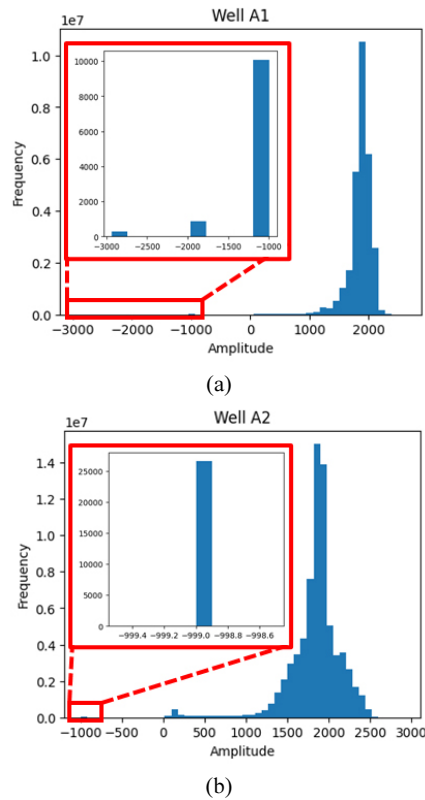 Well A1
1e7
1.0
0.8
0.6
0.4
0.2
0.0
Frequency
10000
8000
6000
4000
2000
0
−3000 −2500 −2000 −1500 −1000
−3000 −2000 −1000 0 1000 2000
Amplitude
(a)
Well A2
1e7
1.4
1.2
1.0
0.8
0.6
0.4
0.2
0.0
Frequency
25000
20000
15000
10000
5000
0
−999.4 −999.2 −999.0 −998.8 −998.6
−1000 −500 0 500 1000 1500 2000 2500 3000
Amplitude
(b)